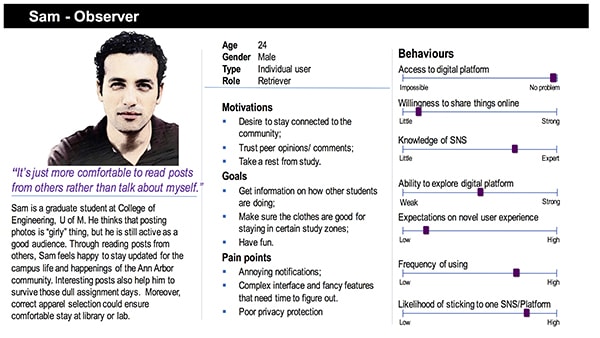 Sam - Observer
"It's just more comfortable to read posts
from others rather than talk about myself."
Sam is a graduate student at College of
Engineering, U of M. He thinks that posting
photos is "girly" thing, but he is still active as a
good audience. Through reading posts from
others, Sam feels happy to stay updated for the
campus life and happenings of the Ann Arbor
community. Interesting posts also help him to
survive those dull assignment days. Moreover,
correct apparel selection could ensure
comfortable stay at library or lab.
Age 24
Gender Male
Type Individual user
Role Retriever
Motivations
▪ Desire to stay connected to the
community;
▪ Trust peer opinions/ comments;
▪ Take a rest from study.
Goals
▪ Get information on how other students
are doing;
▪ Make sure the clothes are good for
staying in certain study zones;
▪ Have fun.
Pain points
▪ Annoying notifications;
▪ Complex interface and fancy features
that need time to figure out.
▪ Poor privacy protection
Behaviours
Access to digital platform
Impossible No problem
Willingness to share things online
Little Strong
Knowledge of SNS
Little Expert
Ability to explore digital platform
Weak Strong
Expectations on novel user experience
Low High
Frequency of using
Low High
Likelihood of sticking to one SNS/Platform
Low High